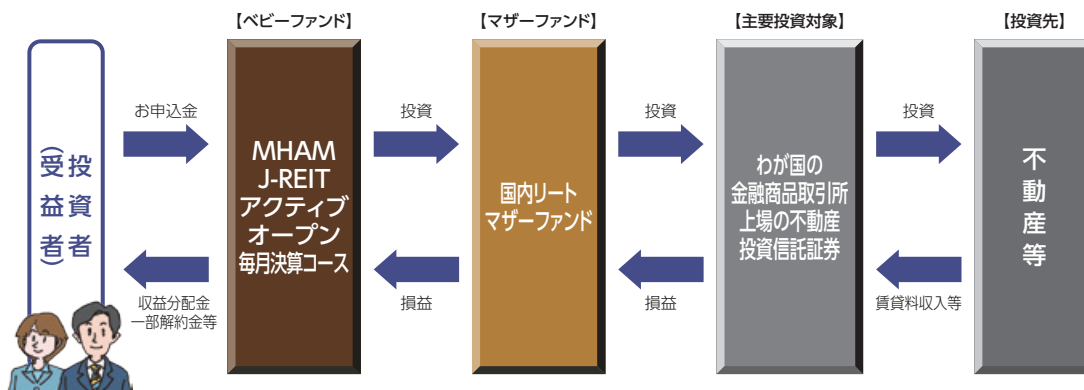 【ベビーファンド】
【マザーファンド】
【主要投資対象】
【投資先】
投資者
（受益者）
お申込金
収益分配金
一部解約金等
MHAM
J-REIT
アクティブ
オープン
毎月決算コース
投資
損益
国内リート
マザーファンド
投資
損益
わが国の
金融商品取引所
上場の不動産
投資信託証券
投資
賃貸料収入等
不動産等